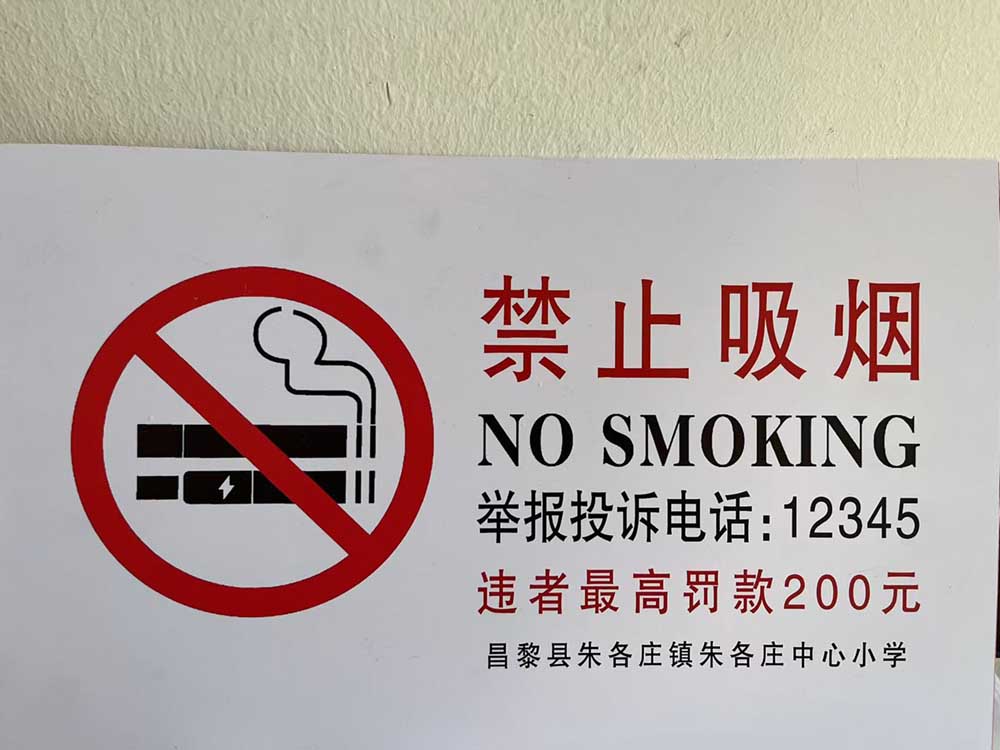 禁止吸烟
NO SMOKING
举报投诉电话:12345
违者最高罚款200元
昌黎县朱各庄镇朱各庄中心小学